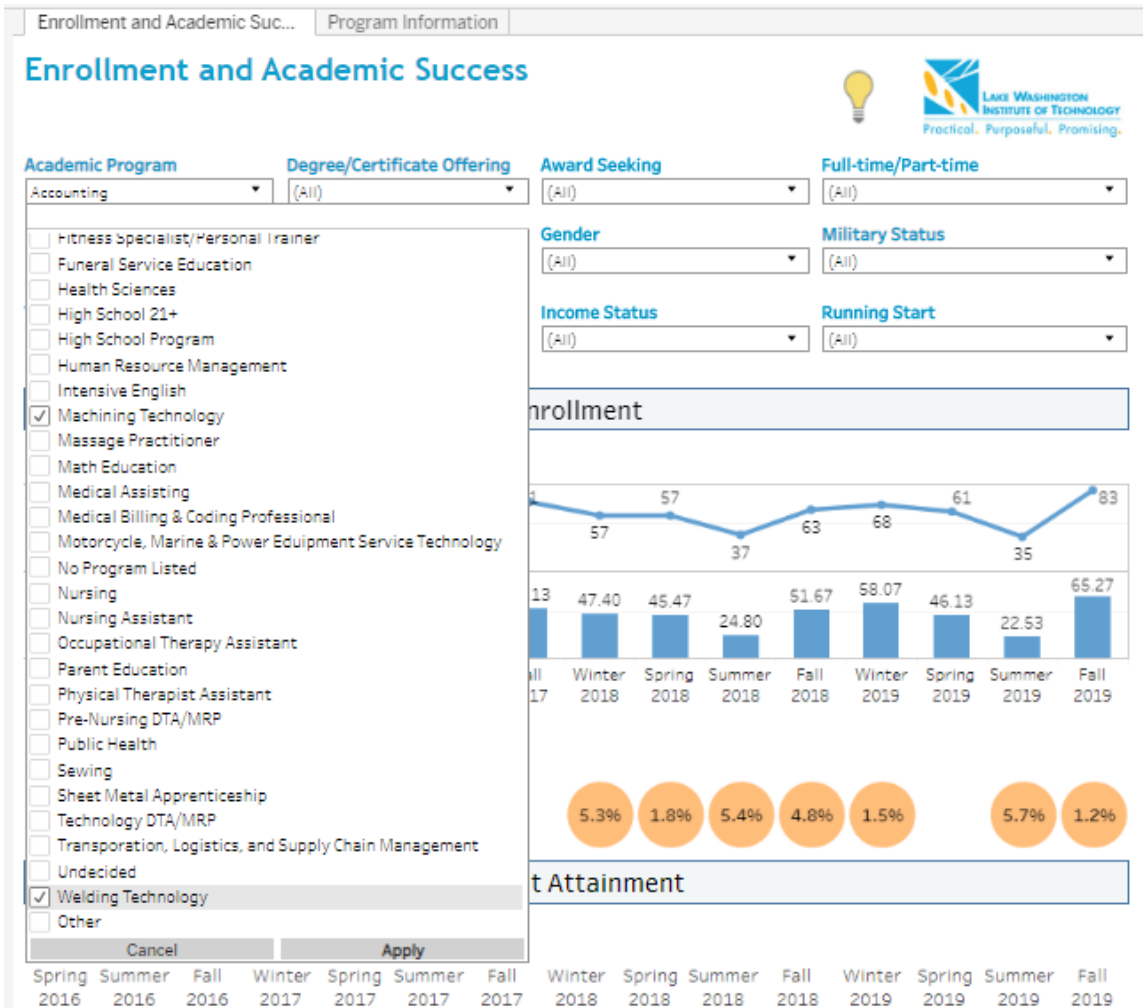 Enrollment and Academic Suc...
Program Information
Enrollment and Academic Success
LAKE WASHINGTON
INSTITUTE OF TECHNOLOGY
Practical. Purposeful. Promising.
Academic Program
Degree/Certificate Offering
Award Seeking
Full-time/Part-time
Accounting
(All)
(All)
(All)
Fitness Specialist/Personal Trainer
Funeral Service Education
Health Sciences
High School 21+
High School Program
Human Resource Management
Intensive English
Machining Technology
Massage Practitioner
Math Education
Medical Assisting
Medical Billing & Coding Professional
Motorcycle, Marine & Power Eduipment Service Technology
No Program Listed
Nursing
Nursing Assistant
Occupational Therapy Assistant
Parent Education
Physical Therapist Assistant
Pre-Nursing DTA/MRP
Public Health
Sewing
Sheet Metal Apprenticeship
Technology DTA/MRP
Transporation, Logistics, and Supply Chain Management
Undecided
Welding Technology
Other
Cancel
Apply
Gender
Military Status
(All)
(All)
Income Status
Running Start
(All)
(All)
nrollment
57 57 37 63 68 61 35 83
13 47.40 45.47 24.80 51.67 58.07 46.13 22.53 65.27
all Winter Spring Summer Fall Winter Spring Summer Fall
17 2018 2018 2018 2018 2019 2019 2019 2019
5.3% 1.8% 5.4% 4.8% 1.5% 5.7% 1.2%
t Attainment
Spring Summer Fall Winter Spring Summer Fall Winter Spring Summer Fall Winter Spring Summer Fall
2016 2016 2016 2017 2017 2017 2017 2018 2018 2018 2018 2019 2019 2019 2019